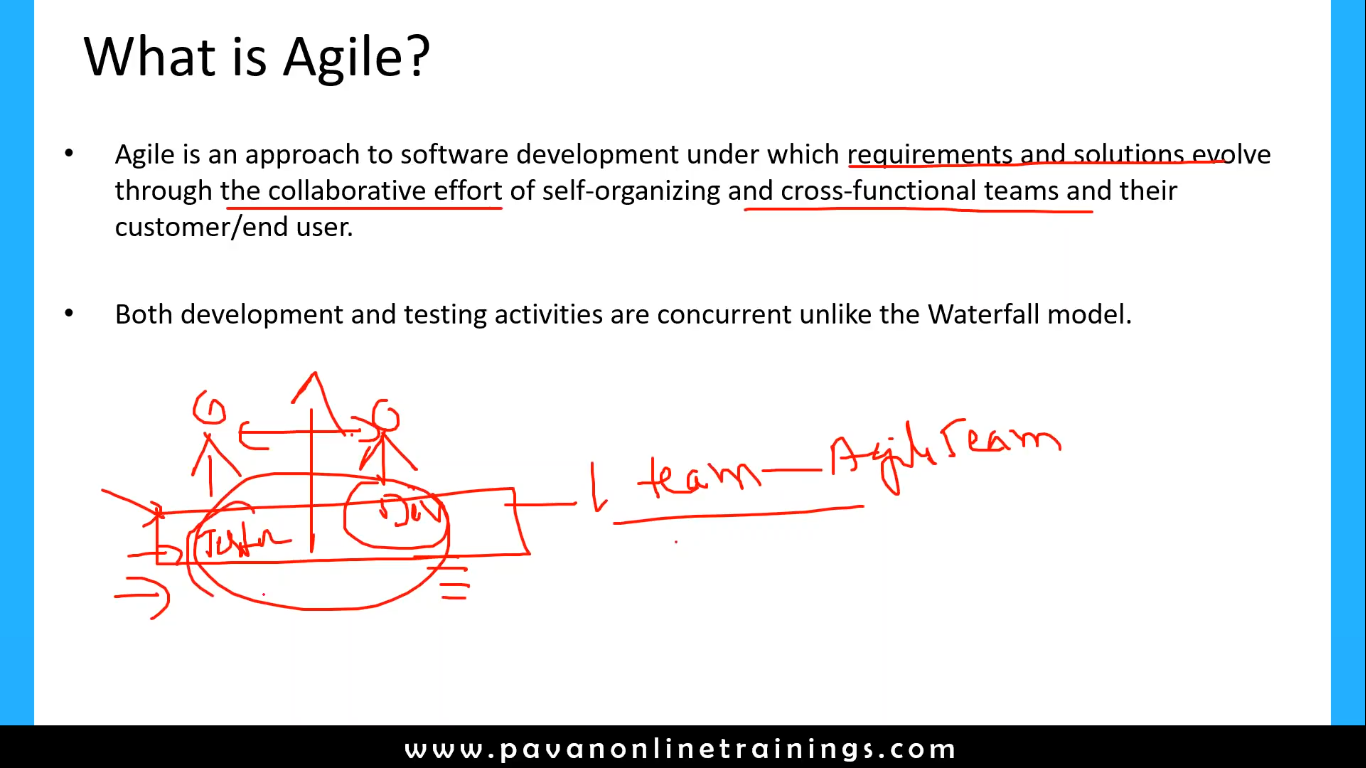 What is Agile?
• Agile is an approach to software development under which requirements and solutions evolve
through the collaborative effort of self-organizing and cross-functional teams and their
customer/end user.
• Both development and testing activities are concurrent unlike the Waterfall model.
team — Agile Team
Tester
Dev
www.pavanonlinetrainings.com